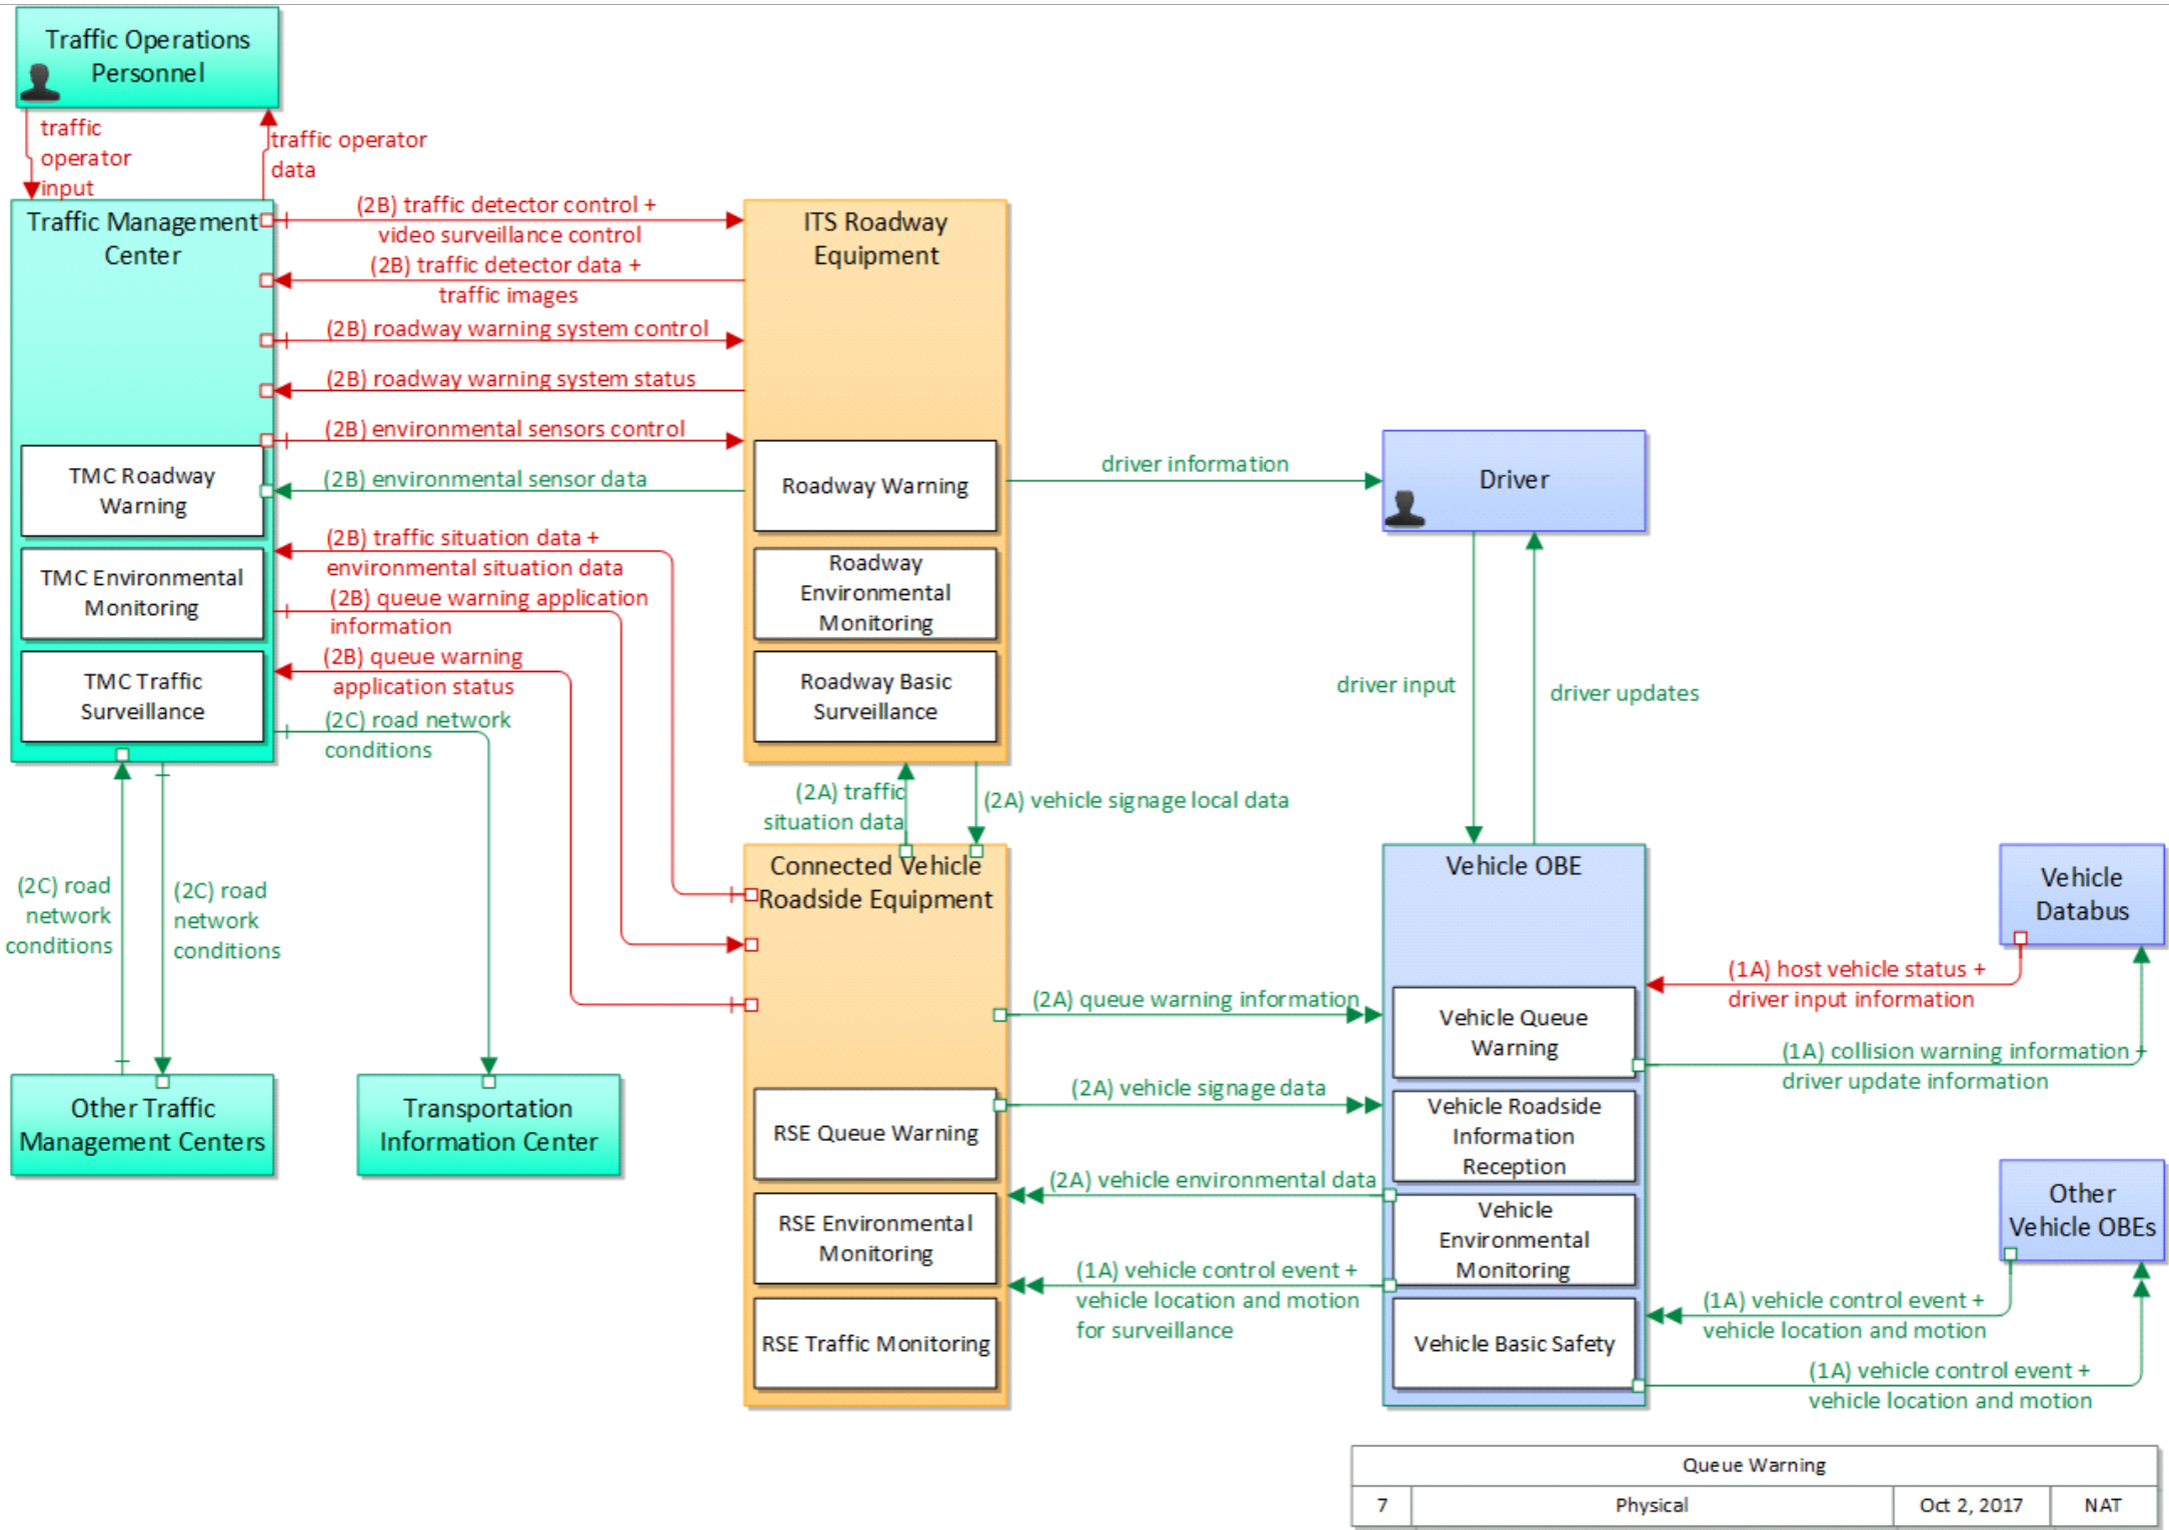 Traffic Operations
Personnel
traffic
operator
input
traffic operator
data
Traffic Management
Center
TMC Roadway
Warning
TMC Environmental
Monitoring
TMC Traffic
Surveillance
(2B) traffic detector control +
video surveillance control
(2B) traffic detector data +
traffic images
(2B) roadway warning system control
(2B) roadway warning system status
(2B) environmental sensors control
(2B) environmental sensor data
(2B) traffic situation data +
environmental situation data
(2B) queue warning application
information
(2B) queue warning
application status
(2C) road network
conditions
ITS Roadway
Equipment
Roadway Warning
Roadway
Environmental
Monitoring
Roadway Basic
Surveillance
driver information
Driver
driver input
driver updates
(2A) traffic
situation data
(2A) vehicle signage local data
(2C) road
network
conditions
(2C) road
network
conditions
Other Traffic
Management Centers
Transportation
Information Center
Connected Vehicle
Roadside Equipment
RSE Queue Warning
RSE Environmental
Monitoring
RSE Traffic Monitoring
(2A) queue warning information
(2A) vehicle signage data
(2A) vehicle environmental data
(1A) vehicle control event +
vehicle location and motion
for surveillance
Vehicle OBE
Vehicle Queue
Warning
Vehicle Roadside
Information
Reception
Vehicle
Environmental
Monitoring
Vehicle Basic Safety
Vehicle
Databus
(1A) host vehicle status +
driver input information
(1A) collision warning information +
driver update information
Other
Vehicle OBEs
(1A) vehicle control event +
vehicle location and motion
(1A) vehicle control event +
vehicle location and motion
Queue Warning
7 Physical Oct 2, 2017 NAT